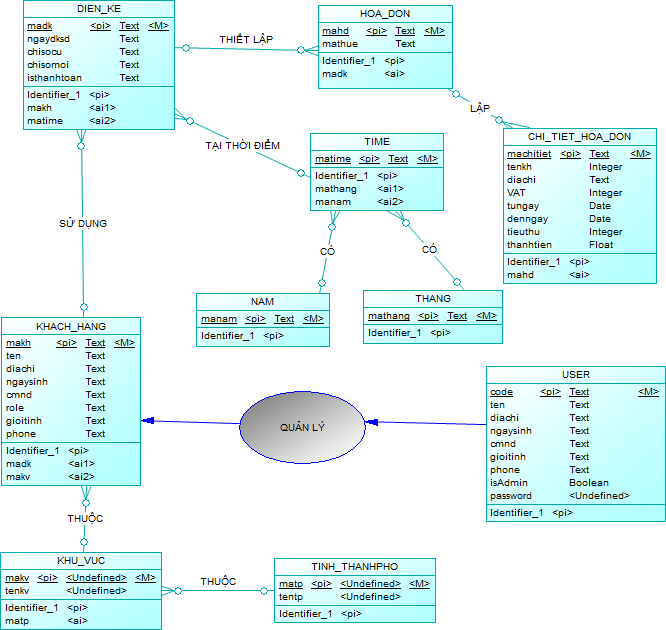 DIEN_KE
madk <pi> Text <M>
ngaydksd Text
chisocu Text
chisomoi Text
isthanhtoan Text
Identifier_1 <pi>
makh <ai1>
matime <ai2>
THIẾT LẬP
HOA_DON
mahd <pi> Text <M>
mathue Text
Identifier_1 <pi>
madk <ai>
LẬP
CHI_TIET_HOA_DON
machitiet <pi> Text <M>
tenkh Integer
diachi Text
VAT Integer
tungay Date
denngay Date
tieuthu Integer
thanhtien Float
Identifier_1 <pi>
mahd <ai>
TẠI THỜI ĐIỂM
TIME
matime <pi> Text <M>
Identifier_1 <pi>
mathang <ai1>
manam <ai2>
SỬ DỤNG
CÓ
CÓ
NAM
manam <pi> Text <M>
Identifier_1 <pi>
THANG
mathang <pi> Text <M>
Identifier_1 <pi>
KHACH_HANG
makh <pi> Text <M>
ten Text
diachi Text
ngaysinh Text
cmnd Text
role Text
gioitinh Text
phone Text
Identifier_1 <pi>
madk <ai1>
makv <ai2>
QUẢN LÝ
USER
code <pi> Text <M>
ten Text
diachi Text
ngaysinh Text
cmnd Text
gioitinh Text
phone Text
isAdmin Boolean
password <Undefined>
Identifier_1 <pi>
THUỘC
KHU_VUC
makv <pi> <Undefined> <M>
tenkv <Undefined>
Identifier_1 <pi>
matp <ai>
THUỘC
TINH_THANHPHO
matp <pi> <Undefined> <M>
tentp <Undefined>
Identifier_1 <pi>